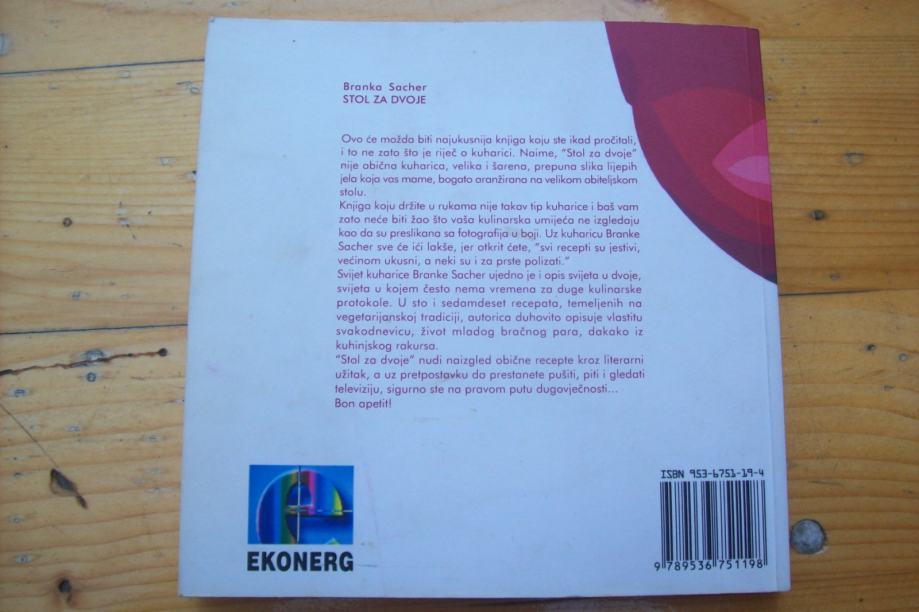 Branka Sacher
STOL ZA DVOJE
Ovo će možda biti najukusnija knjiga koju ste ikad pročitali,
i to ne zato što je riječ o kuharici. Naime, "Stol za dvoje"
nije obična kuharica, velika i šarena, prepuna slika lijepih
jela koja vas mame, bogato aranžirana na velikom obiteljskom
stolu.
Knjiga koju držite u rukama nije takav tip kuharice i baš vam
zato neće biti žao što vaša kulinarska umijeća ne izgledaju
kao da su preslikana sa fotografija u boji. Uz kuharicu Branke
Sacher sve će ići lakše, jer otkrit ćete, "svi recepti su jestivi,
većinom ukusni, a neki su i za prste polizati."
Svijet kuharice Branke Sacher ujedno je i opis svijeta u dvoje,
svijeta u kojem često nema vremena za duge kulinarske
protokole. U sto i sedamdeset recepata, temeljenih na
vegetarijanskoj tradiciji, autorica duhovito opisuje vlastitu
svakodnevicu, život mladog bračnog para, dakako iz
kuhinjskog rakursa.
"Stol za dvoje" nudi naizgled obične recepte kroz literarni
užitak, a uz pretpostavku da prestanete pušiti, piti i gledati
televiziju, sigurno ste na pravom putu dugovječnosti...
Bon apetit!
ISBN 953-6751-19-4
9 789536 751198
EKONERG